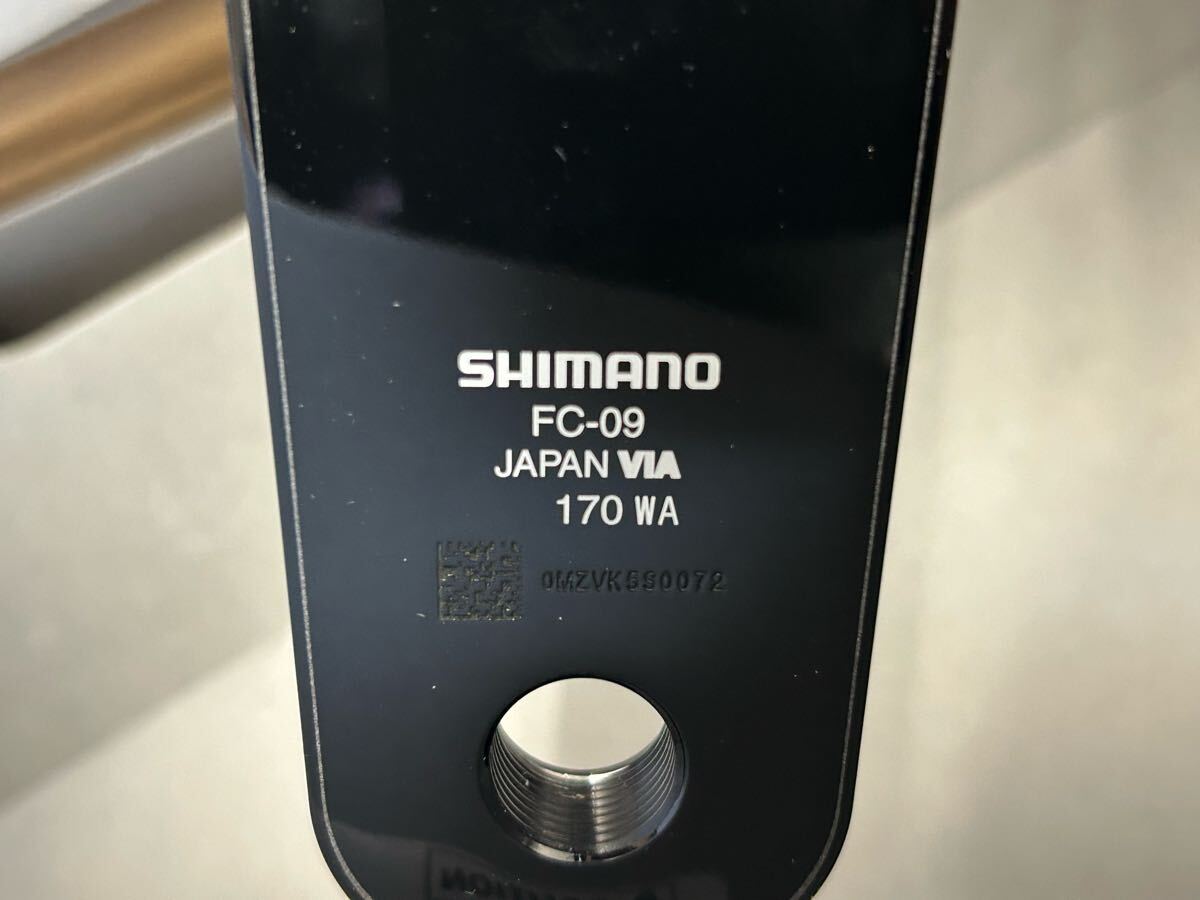 SHIMANO
FC-09
JAPAN VIA
170 WA
0MZVK5S0072